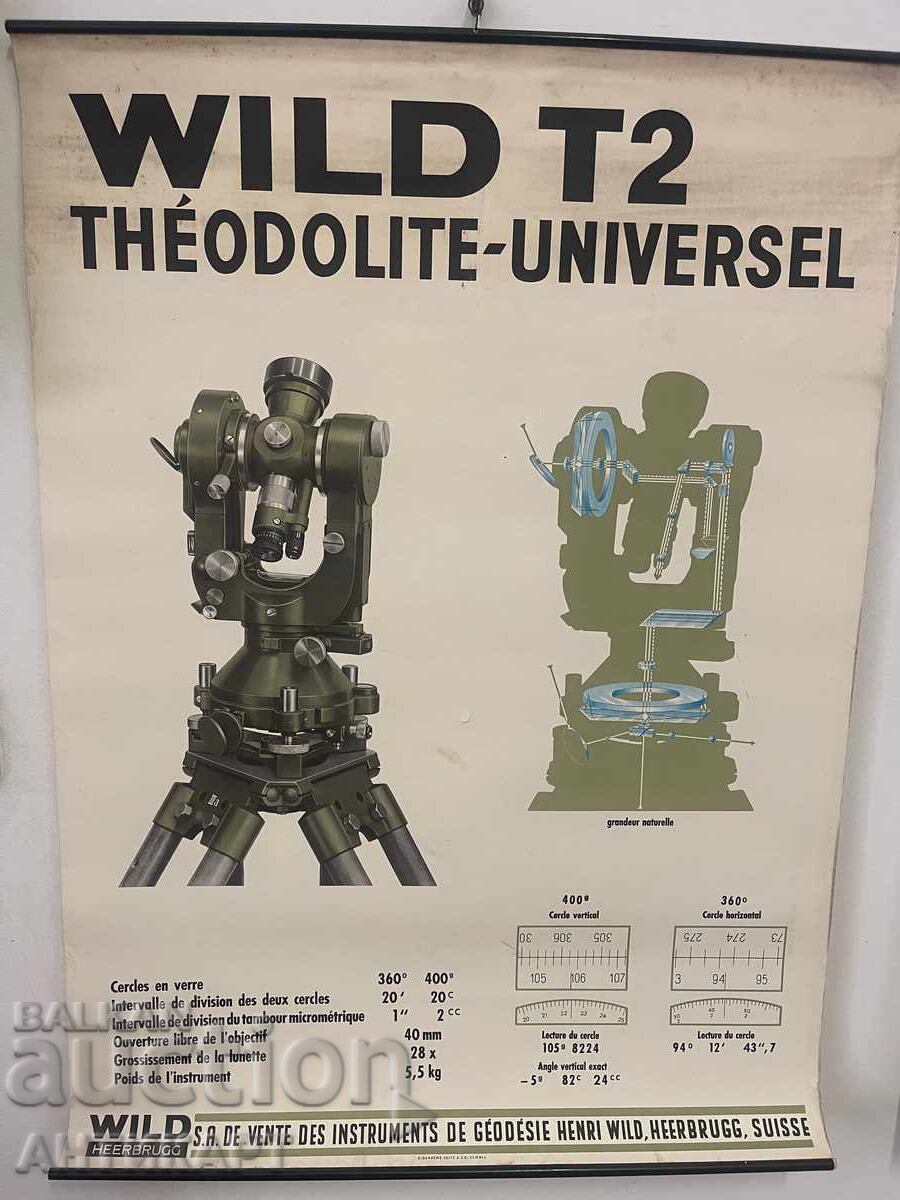 WILD T2
THÉODOLITE-UNIVERSEL
grandeur naturelle
Cercles en verre 360° 400ᵍ
Intervalle de division des deux cercles 20' 20ᶜ
Intervalle de division du tambour micrométrique 1" 2ᶜᶜ
Ouverture libre de l'objectif 40 mm
Grossissement de la lunette 28 x
Poids de l'instrument 5,5 kg
400ᵍ
Cercle vertical
30 306 305
105 106 107
20 21 22 23 24 25
Lecture du cercle
105ᵍ 8224
Angle vertical exact
–5ᵍ 82ᶜ 24ᶜᶜ
360°
Cercle horizontal
275 274 73
3 94 95
Lecture du cercle
94° 12' 43",7
WILD
HEERBRUGG
S.A. DE VENTE DES INSTRUMENTS DE GÉODÉSIE HENRI WILD, HEERBRUGG, SUISSE
BALKAN
auction
АНТИКАРТ